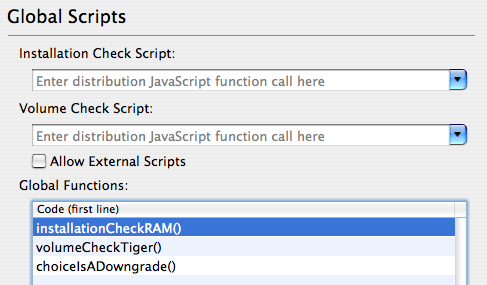 Global Scripts
Installation Check Script:
Enter distribution JavaScript function call here
Volume Check Script:
Enter distribution JavaScript function call here
Allow External Scripts
Global Functions:
Code (first line)
installationCheckRAM()
volumeCheckTiger()
choiceIsADowngrade()